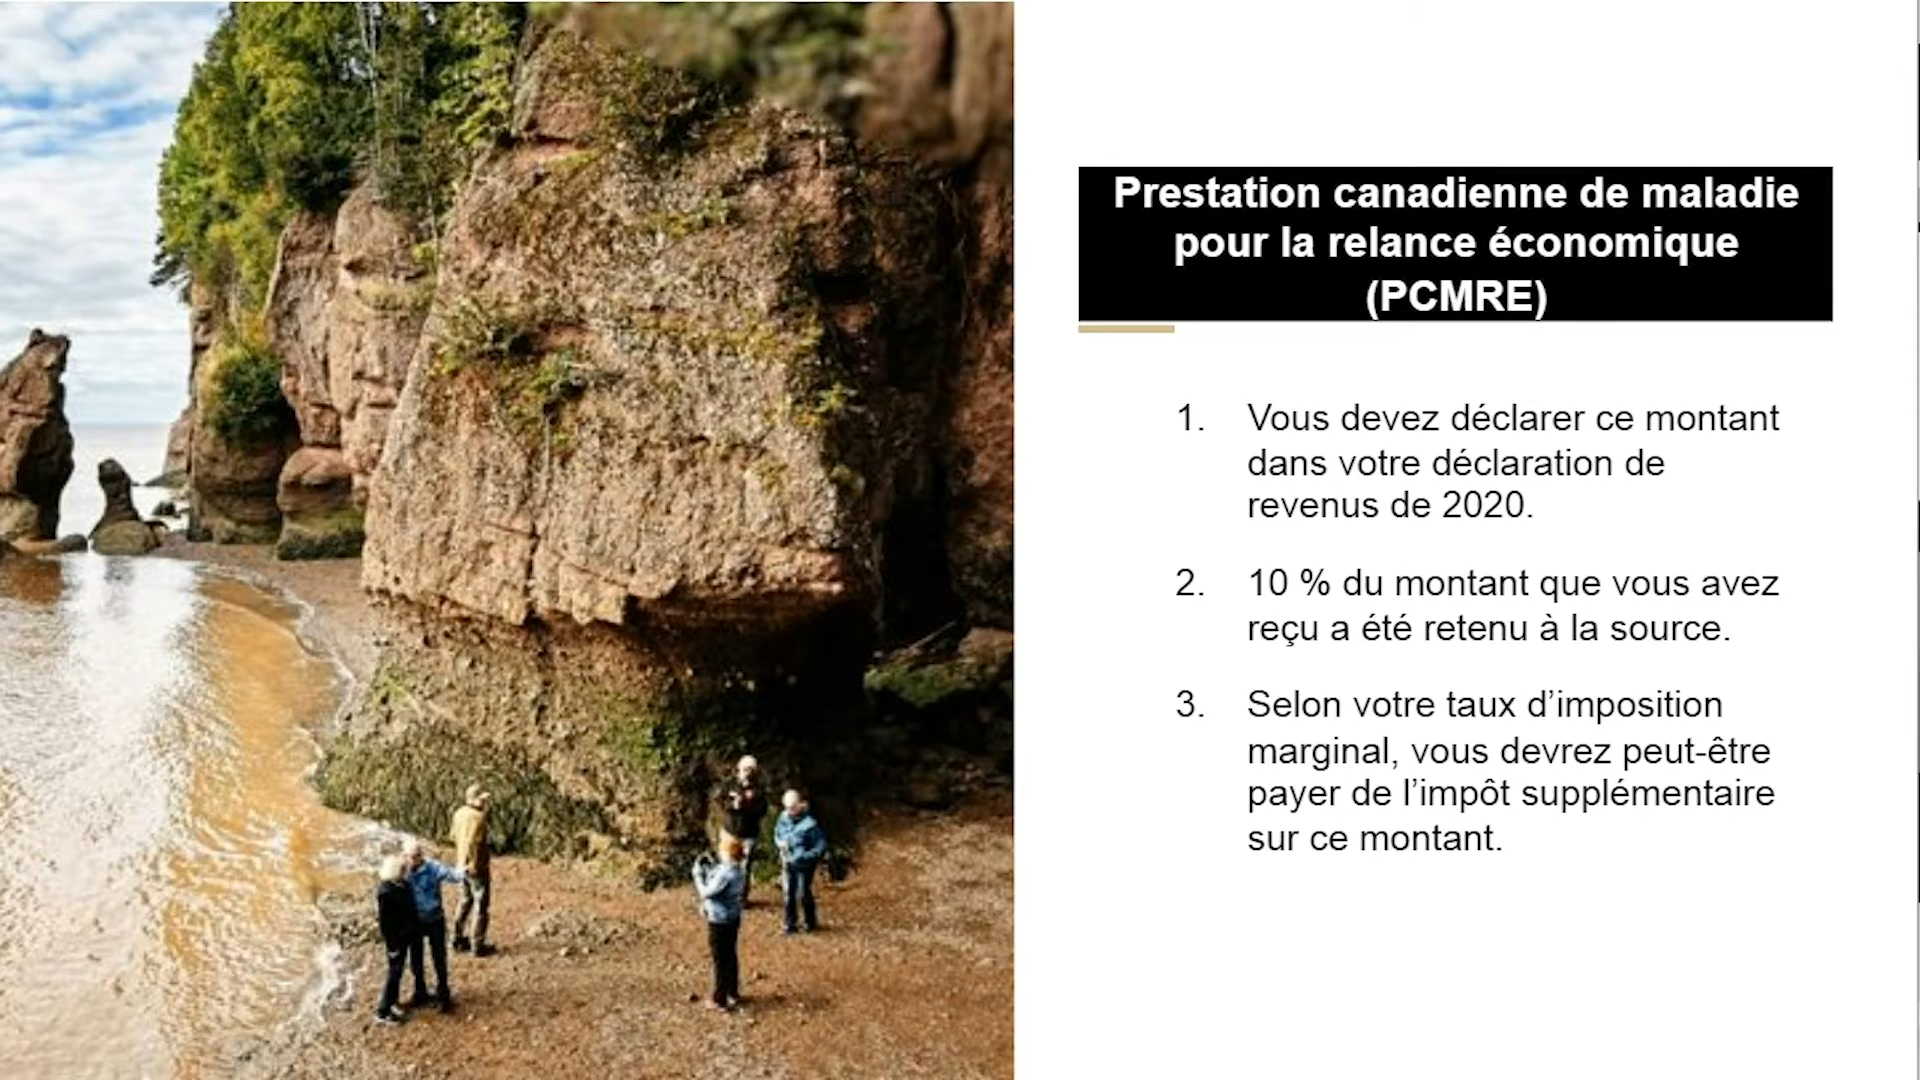 Prestation canadienne de maladie
pour la relance économique
(PCMRE)
1. Vous devez déclarer ce montant
dans votre déclaration de
revenus de 2020.
2. 10 % du montant que vous avez
reçu a été retenu à la source.
3. Selon votre taux d’imposition
marginal, vous devrez peut-être
payer de l’impôt supplémentaire
sur ce montant.